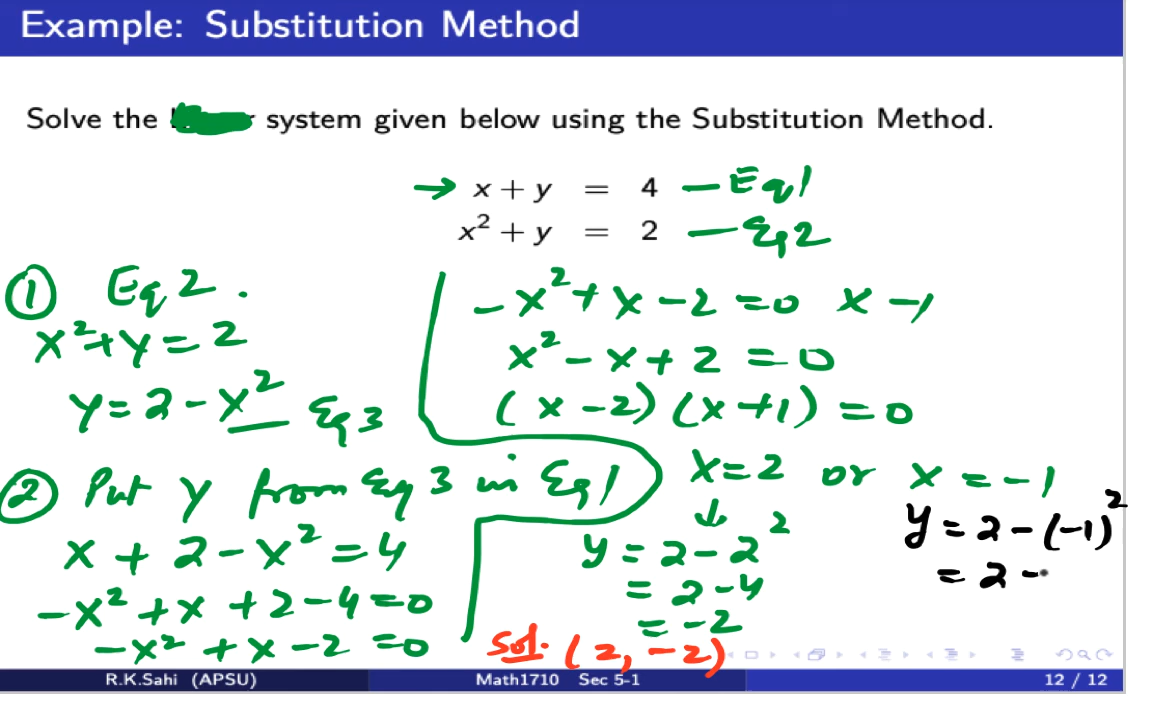 Example: Substitution Method
Solve the system given below using the Substitution Method.
→ x + y = 4 — Eq1
x² + y = 2 — Eq2
① Eq 2.
x²+y=2
y=2-x² Eq3
② Put y from Eq 3 in Eq1
x + 2-x² =4
-x² +x +2-4=0
-x² +x -2 =0
-x²+x-2=0 x -1
x²-x+2=0
(x-2)(x+1)=0
x=2 or x=-1
↓
y=2-2²
=2-4
=-2
Sol. (2,-2)
y=2-(-1)²
=2-
R.K.Sahi (APSU) Math1710 Sec 5-1 12 / 12